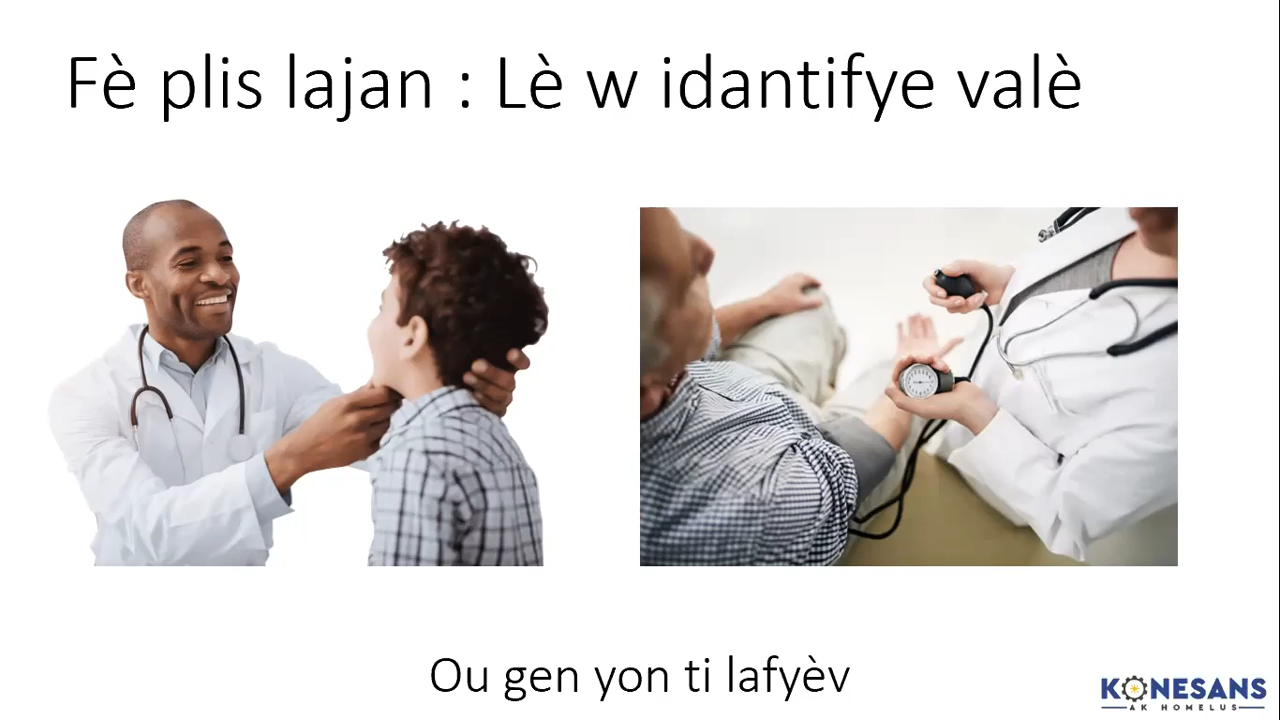 Fè plis lajan : Lè w idantifye valè
Ou gen yon ti lafyèv
KONESANS
AK HOMELUS